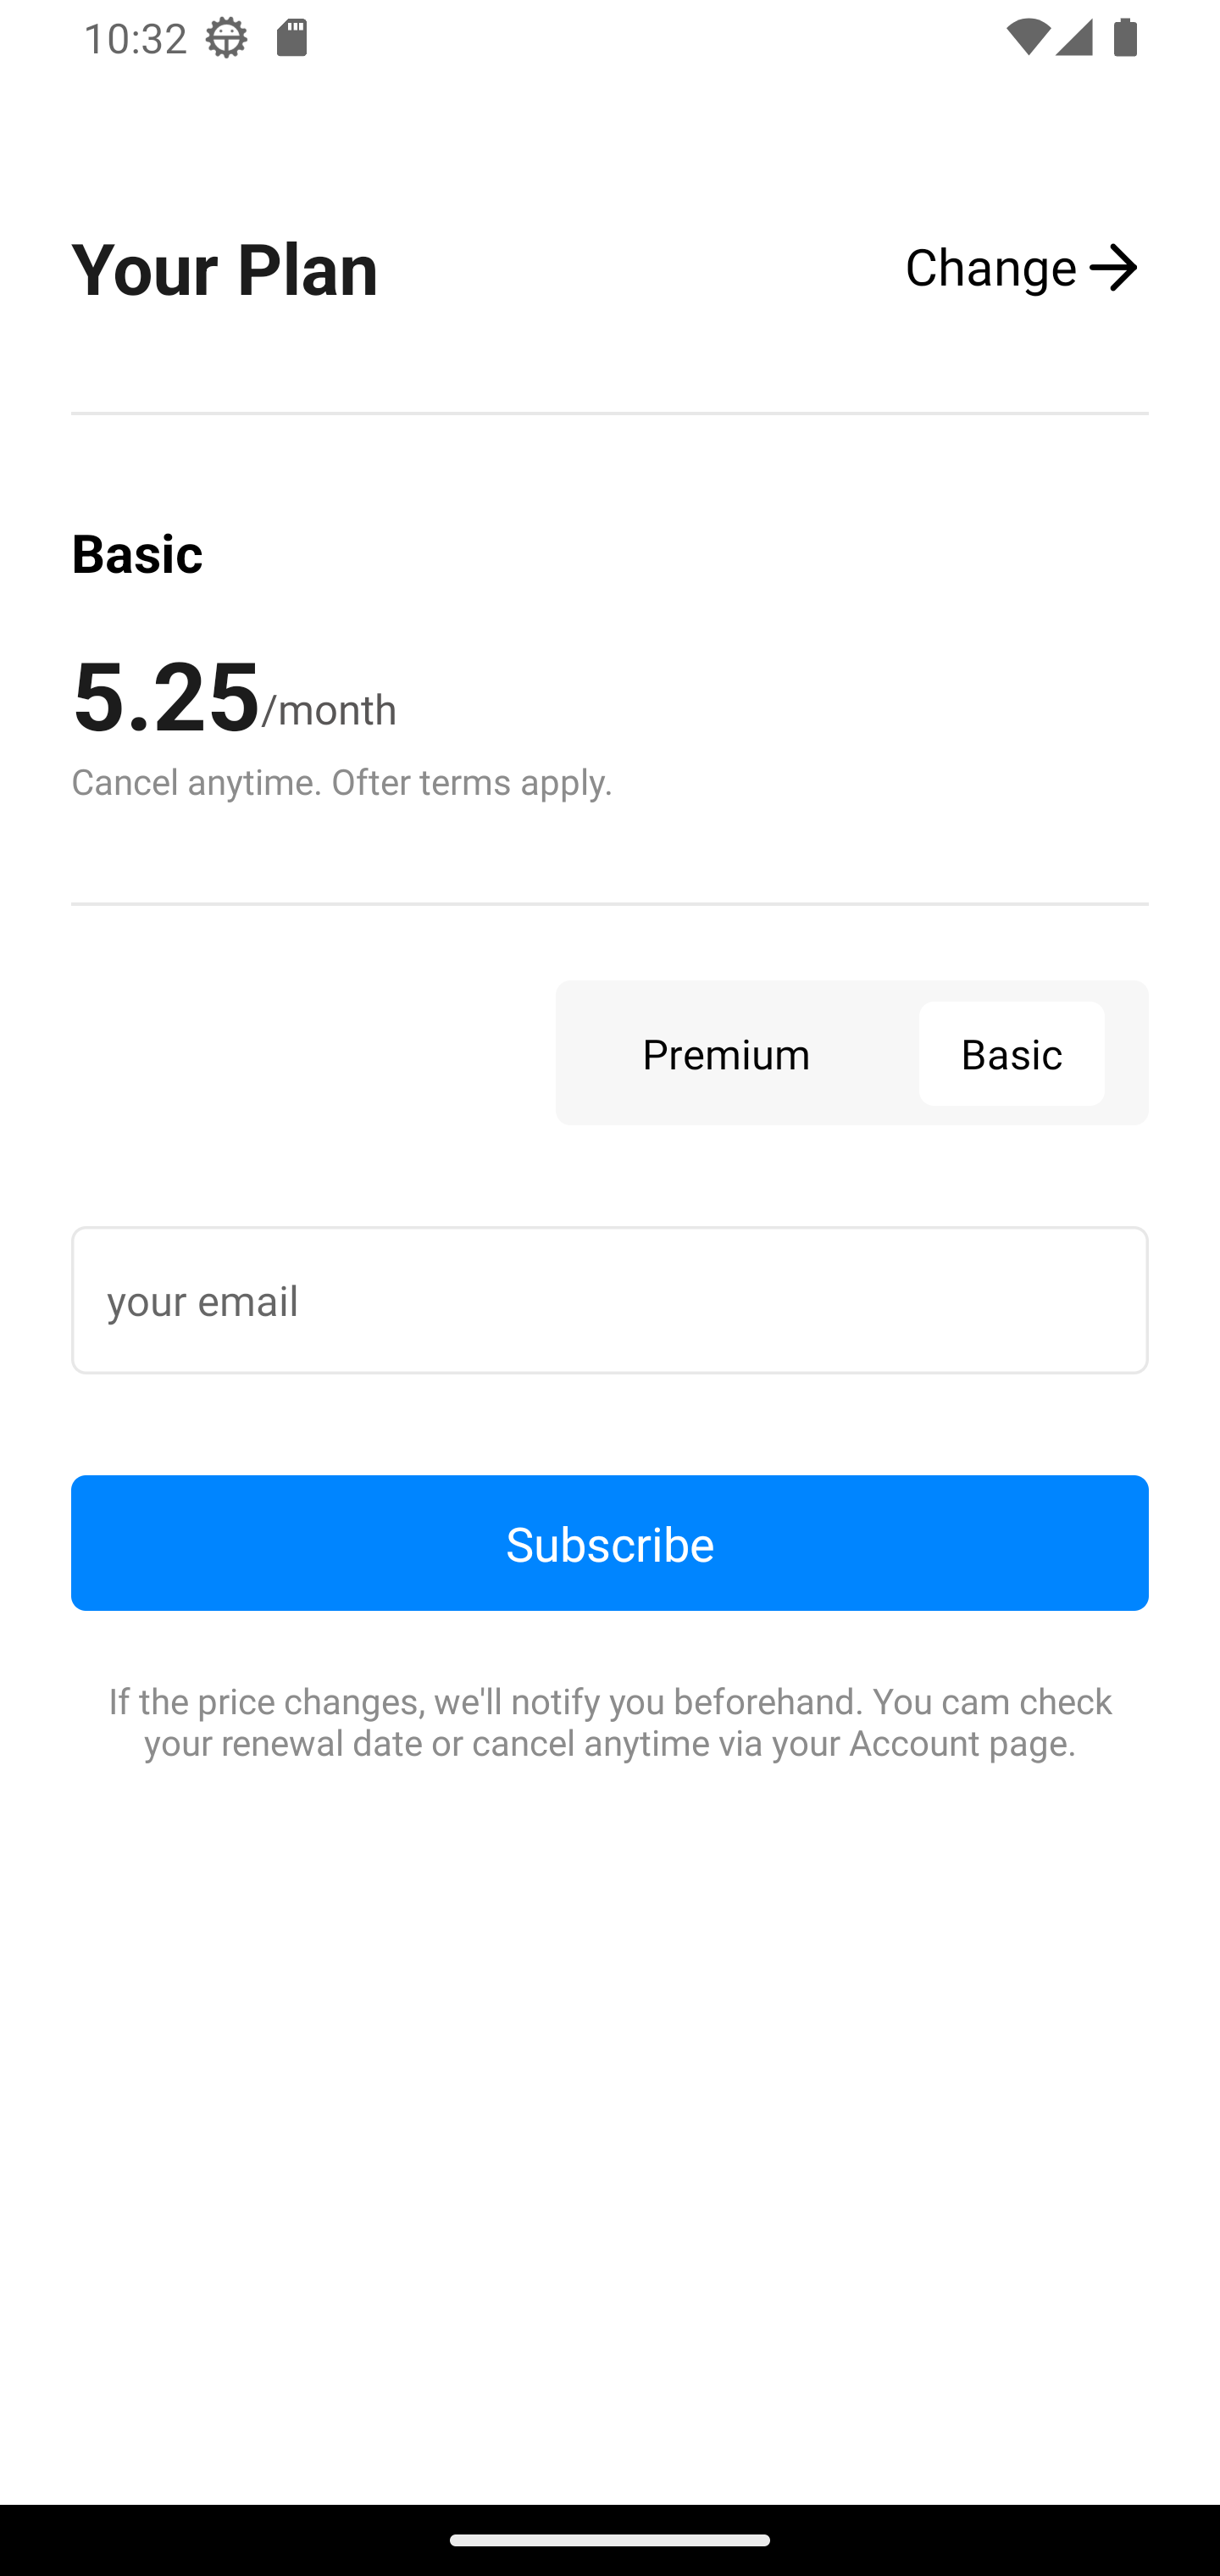 10:32
Your Plan
Change
Basic
5.25/month
Cancel anytime. Ofter terms apply.
Premium
Basic
your email
Subscribe
If the price changes, we'll notify you beforehand. You cam check
your renewal date or cancel anytime via your Account page.